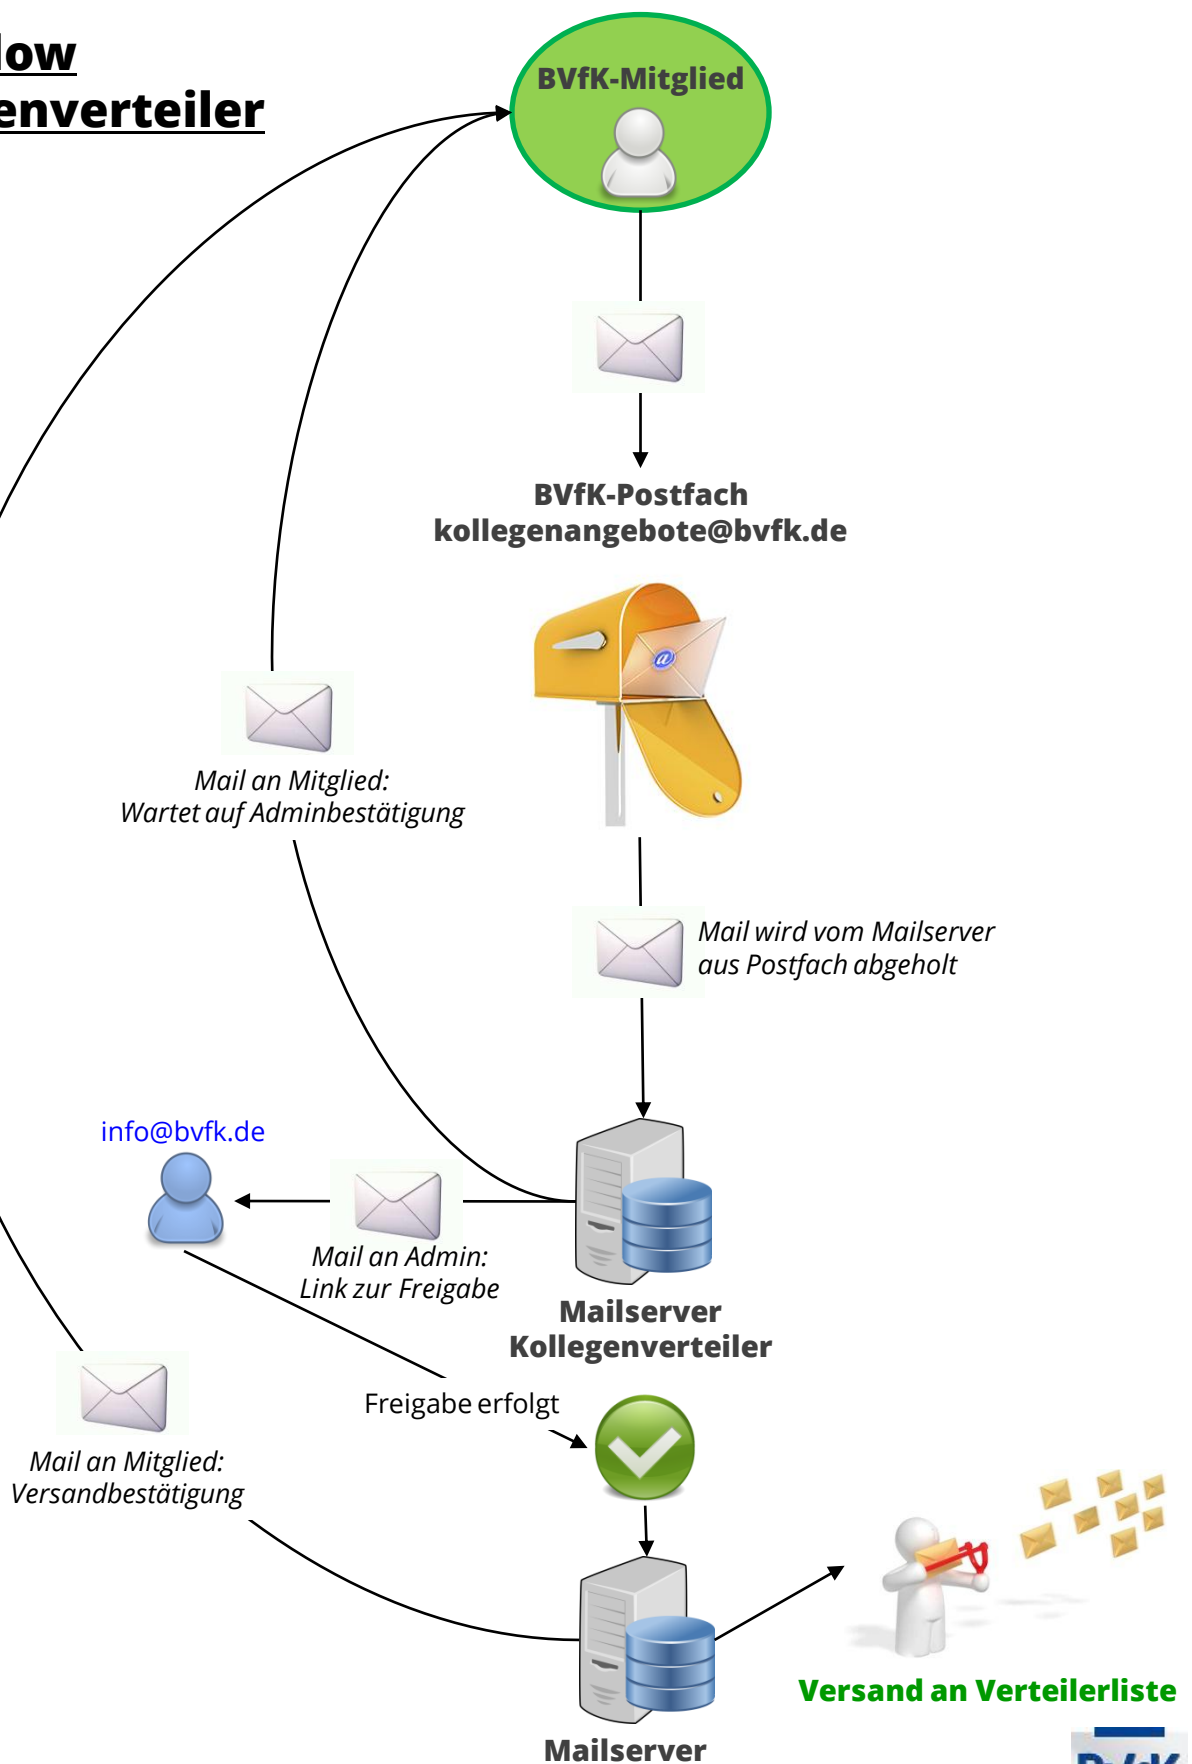 low
enverteiler
BVfK-Mitglied
BVfK-Postfach
kollegenangebote@bvfk.de
@
Mail an Mitglied:
Wartet auf Adminbestätigung
Mail wird vom Mailserver
aus Postfach abgeholt
info@bvfk.de
Mail an Admin:
Link zur Freigabe
Mailserver
Kollegenverteiler
Freigabe erfolgt
Mail an Mitglied:
Versandbestätigung
Versand an Verteilerliste
Mailserver
BVfK